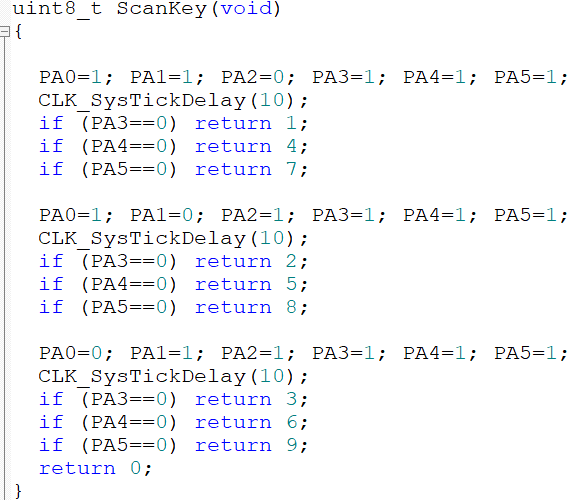 uint8_t ScanKey(void)
{
PA0=1; PA1=1; PA2=0; PA3=1; PA4=1; PA5=1;
CLK_SysTickDelay(10);
if (PA3==0) return 1;
if (PA4==0) return 4;
if (PA5==0) return 7;
PA0=1; PA1=0; PA2=1; PA3=1; PA4=1; PA5=1;
CLK_SysTickDelay(10);
if (PA3==0) return 2;
if (PA4==0) return 5;
if (PA5==0) return 8;
PA0=0; PA1=1; PA2=1; PA3=1; PA4=1; PA5=1;
CLK_SysTickDelay(10);
if (PA3==0) return 3;
if (PA4==0) return 6;
if (PA5==0) return 9;
return 0;
}